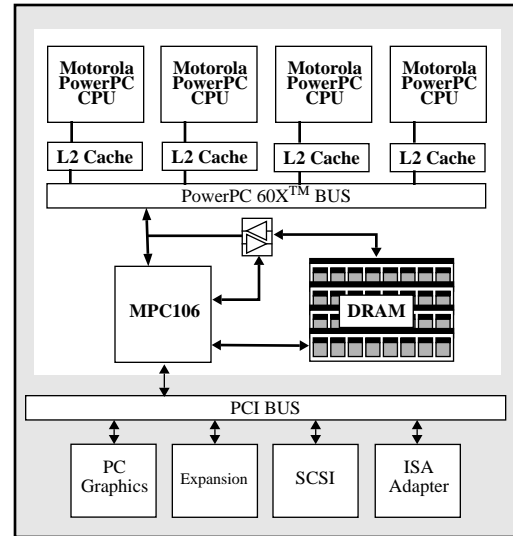 Motorola
PowerPC
CPU
Motorola
PowerPC
CPU
Motorola
PowerPC
CPU
Motorola
PowerPC
CPU
L2 Cache
L2 Cache
L2 Cache
L2 Cache
PowerPC 60X™ BUS
MPC106
DRAM
PCI BUS
PC
Graphics
Expansion
SCSI
ISA
Adapter